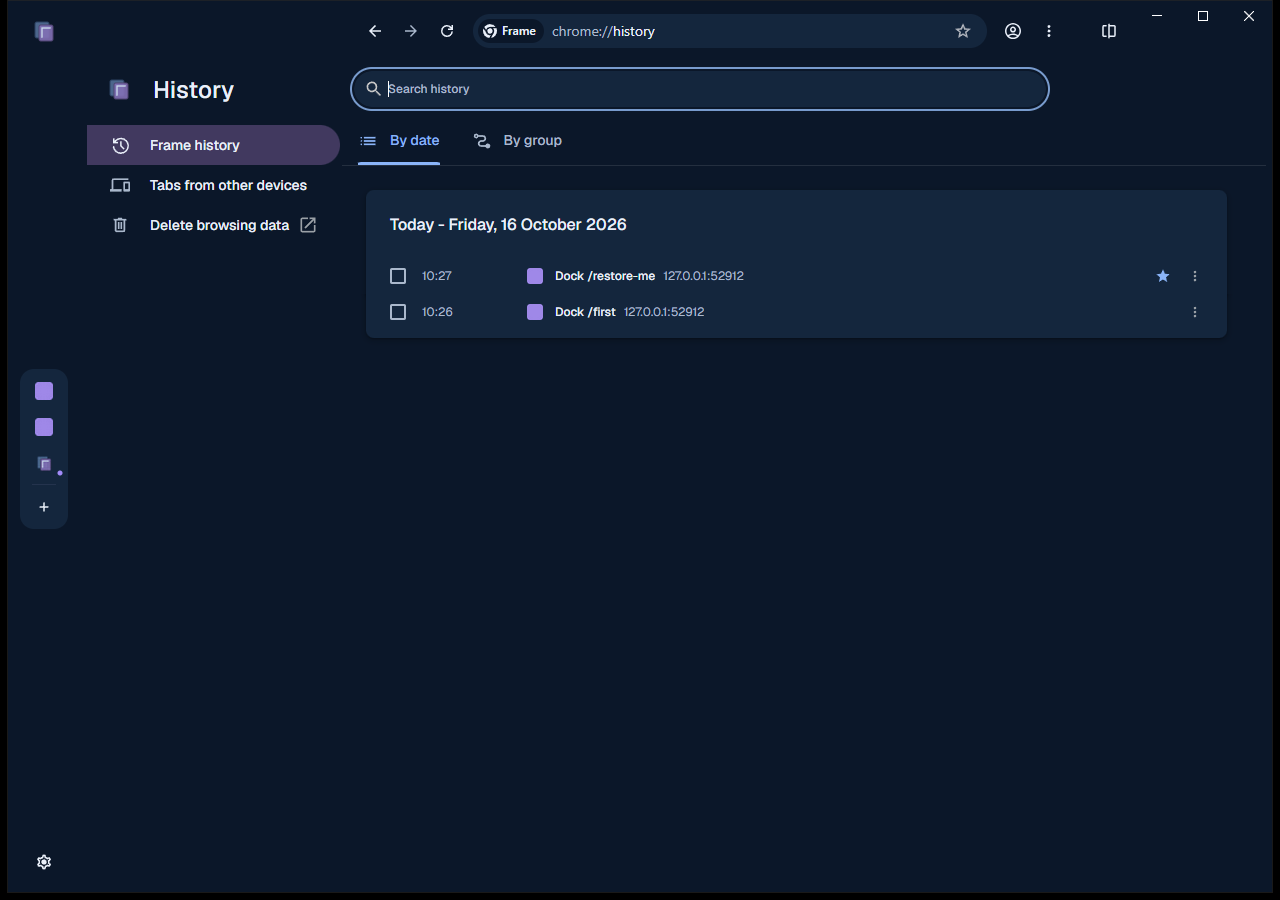 Frame chrome://history
History
Search history
Frame history
By date By group
Tabs from other devices
Delete browsing data
Today - Friday, 16 October 2026
10:27 Dock /restore-me 127.0.0.1:52912
10:26 Dock /first 127.0.0.1:52912